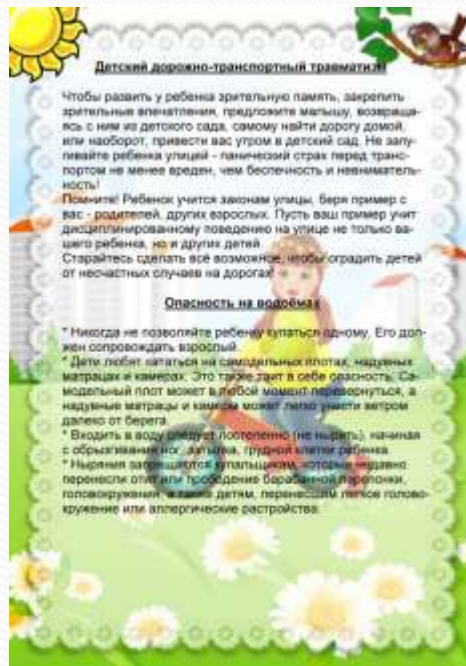 Детский дорожно-транспортный травматизм
Чтобы развить у ребенка зрительную память, закрепить
зрительные впечатления, предложите малышу, возвраща-
ясь с ним из детского сада, самому найти дорогу домой,
или наоборот, привести вас утром в детский сад. Не запу-
гивайте ребенка улицей - панический страх перед транс-
портом не менее вреден, чем беспечность и невниматель-
ность!
Помните! Ребенок учится законам улицы, беря пример с
вас - родителей, других взрослых. Пусть ваш пример учит
дисциплинированному поведению на улице не только ва-
шего ребенка, но и других детей.
Старайтесь сделать всё возможное, чтобы оградить детей
от несчастных случаев на дорогах!
Опасность на водоёмах
* Никогда не позволяйте ребенку купаться одному. Его дол-
жен сопровождать взрослый.
* Дети любят кататься на самодельных плотах, надувных
матрацах и камерах. Это также таит в себе опасность. Са-
модельный плот может в любой момент перевернуться, а
надувные матрацы и камеры может легко унести ветром
далеко от берега.
* Входить в воду следует постепенно (не нырять), начиная
с обрызгивания ног, затылка, грудной клетки ребенка.
* Ныряния запрещаются купальщикам, которые недавно
перенесли отит или прободение барабанной перепонки,
головокружения, а также детям, перенесшим легкое голово-
кружение или аллергические растройства.